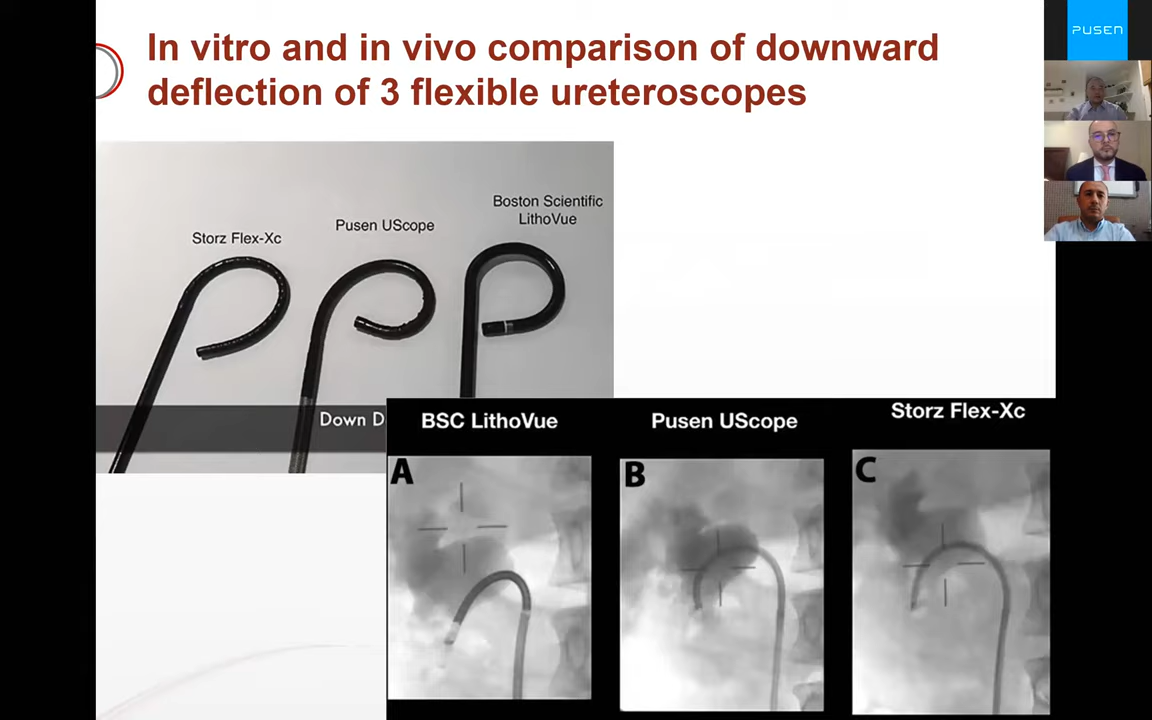 In vitro and in vivo comparison of downward
deflection of 3 flexible ureteroscopes
PUSEN
Storz Flex-Xc
Pusen UScope
Boston Scientific
LithoVue
Down D
BSC LithoVue
Pusen UScope
Storz Flex-Xc
A
B
C